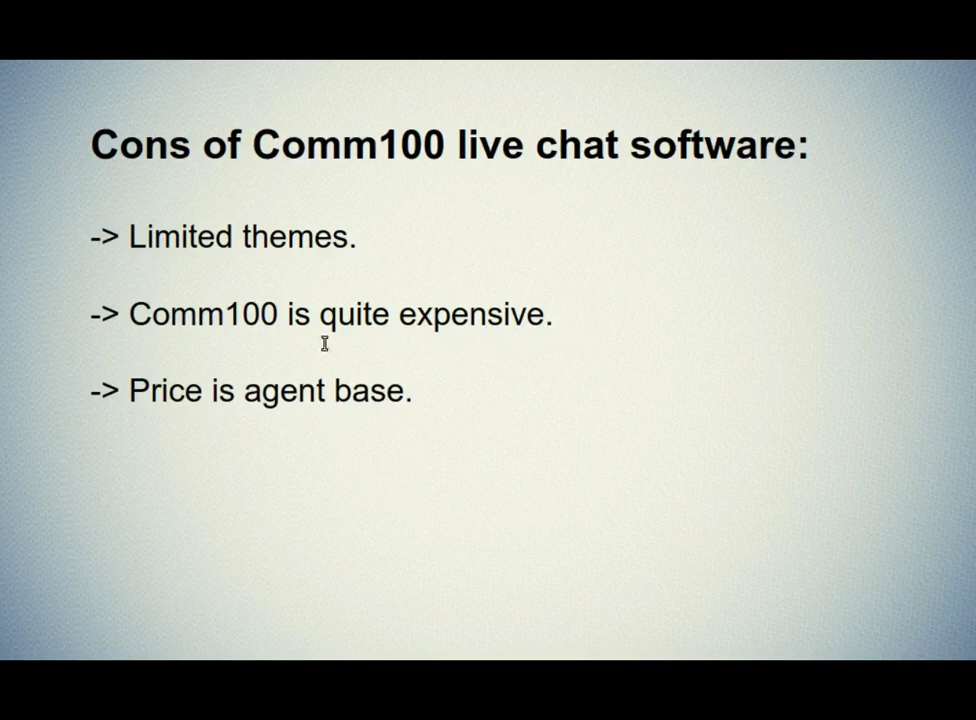 Cons of Comm100 live chat software:
-> Limited themes.
-> Comm100 is quite expensive.
-> Price is agent base.